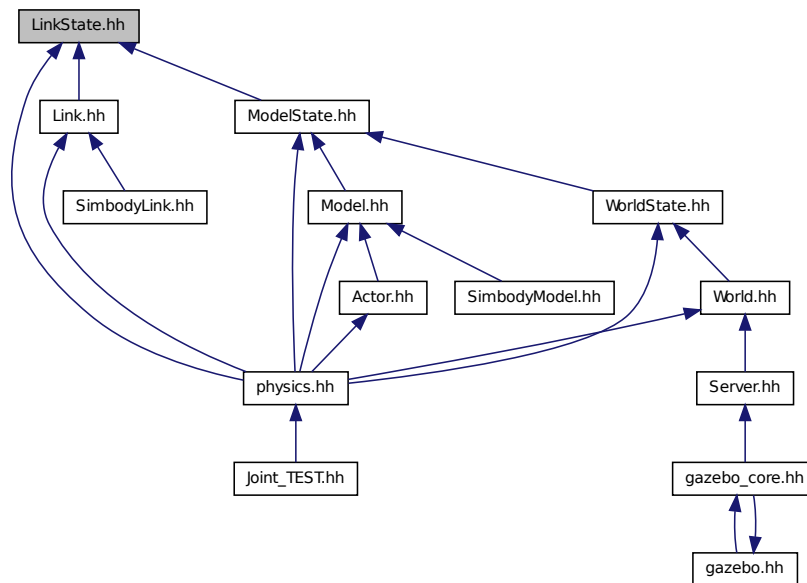 LinkState.hh
Link.hh
ModelState.hh
SimbodyLink.hh
Model.hh
WorldState.hh
Actor.hh
SimbodyModel.hh
World.hh
physics.hh
Server.hh
Joint_TEST.hh
gazebo_core.hh
gazebo.hh